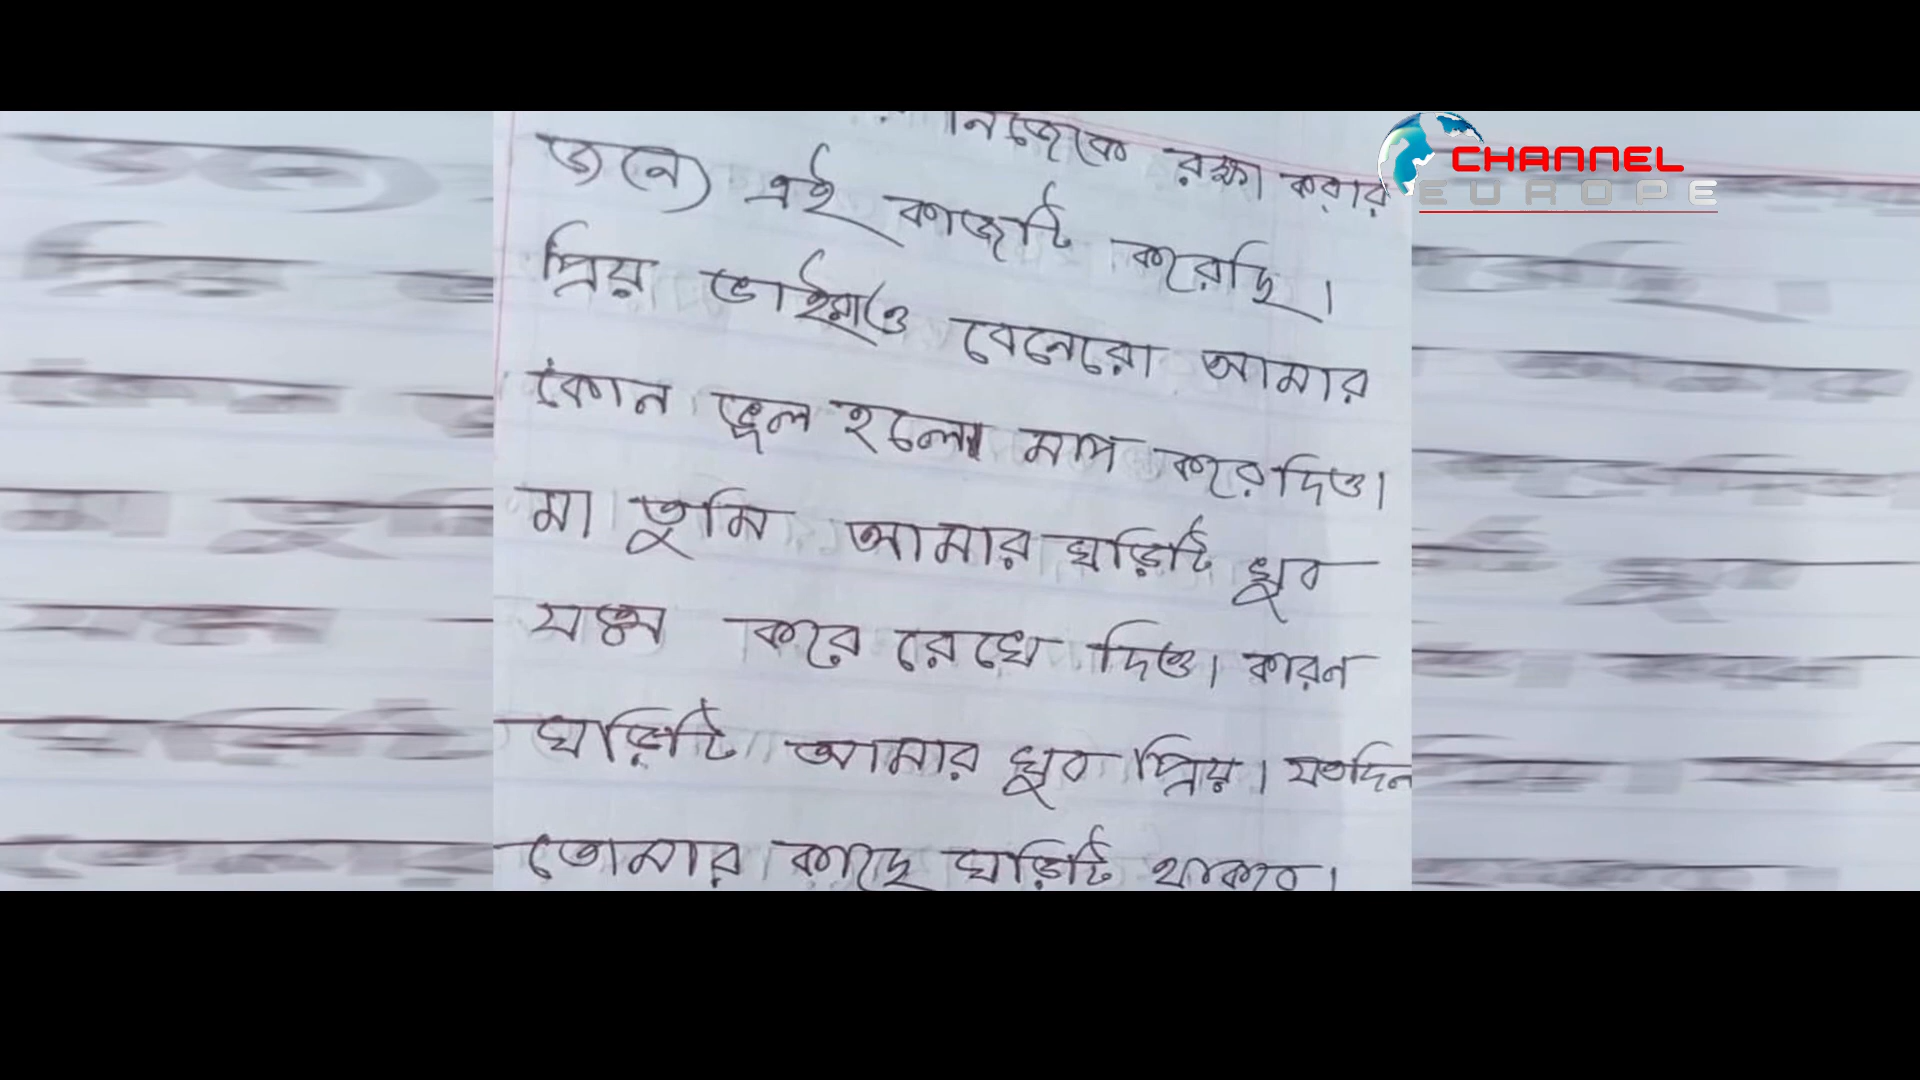 নিজেকে রক্ষা করার
CHANNEL
EUROPE
জন্যে এই কাজটি করেছি।
প্রিয় ভাইয়াও বোনেরো আমার
কোন ভুল হলে মাপ করে দিও।
মা তুমি আমার ঘড়িটি খুব
যত্ন করে রেখে দিও। কারন
ঘড়িটি আমার খুব প্রিয়। যতদিন
তোমার কাছে ঘড়িটি থাকবে।